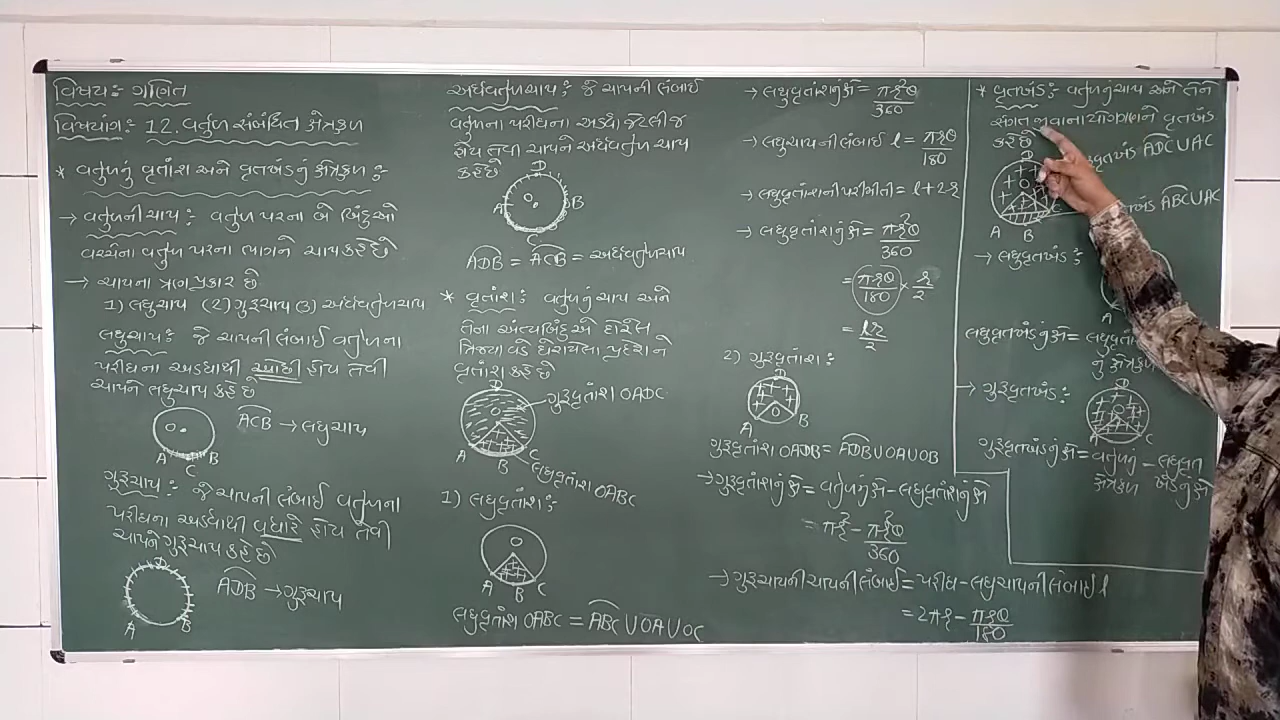 વિષયઃ- ગણિત
વિષયાંગઃ 12. વર્તુળ સંબંધિત ક્ષેત્રફળ
* વર્તુળનું વૃતાંશ અને વૃતખંડનું ક્ષેત્રફળઃ-
→ વર્તુળની ચાપઃ વર્તુળ પરના બે બિંદુઓ
વચ્ચેના વર્તુળ પરના ભાગને ચાપ કહે છે
→ ચાપના ત્રણ પ્રકાર છે
1) લઘુચાપ (2) ગુરૂચાપ (3) અર્ધવર્તુળચાપ
લઘુચાપઃ જે ચાપની લંબાઈ વર્તુળના
પરીઘના અડધાથી ઓછી હોય તેવી
ચાપને લઘુચાપ કહે છે
O
A C B
ACB → લઘુચાપ
ગુરૂચાપઃ- જે ચાપની લંબાઈ વર્તુળના
પરીઘના અડધાથી વધારે હોય તેવી
ચાપને ગુરૂચાપ કહે છે
D
A B
ADB → ગુરૂચાપ
અર્ધવર્તુળચાપઃ જે ચાપની લંબાઈ
વર્તુળના પરીઘના અડધા જેટલી જ
હોય તેવી ચાપને અર્ધવર્તુળ ચાપ
કહે છે
D
A O B
C
ADB = ACB = અર્ધવર્તુળચાપ
* વૃતાંશઃ વર્તુળનું ચાપ અને
તેના અંત્યબિંદુએ દોરેલ
ત્રિજ્યા વડે ઘેરાયેલા પ્રદેશને
વૃતાંશ કહે છે
D
O
A B C
ગુરૂવૃતાંશ OADC
લઘુવૃતાંશ OABC
1) લઘુવૃતાંશઃ
O
A B C
લઘુવૃતાંશ OABC = ABC ∪ OA ∪ OC
→ લઘુવૃતાંશનું ક્ષે = πr²θ/360
→ લઘુચાપની લંબાઈ l = πrθ/180
→ લઘુવૃતાંશની પરીમીતી = l + 2r
→ લઘુવૃતાંશનું ક્ષે = πr²θ/360
= πrθ/180 × r/2
= lr/2
2) ગુરૂવૃતાંશઃ
D
O
A B
ગુરૂવૃતાંશ OADB = ADB ∪ OA ∪ OB
→ ગુરૂવૃતાંશનું ક્ષે = વર્તુળનું ક્ષે - લઘુવૃતાંશનું ક્ષે
= πr² - πr²θ/360
→ ગુરૂચાપની ચાપની લંબાઈ = પરીઘ - લઘુચાપની લંબાઈ l
= 2πr - πrθ/180
* વૃતખંડઃ- વર્તુળનું ચાપ અને તેને
સંગત જીવાના યોગગણને વૃતખંડ
કહે છે
D
O
A B C
વૃતખંડ ADC ∪ AC
ખંડ ABC ∪ AC
→ લઘુવૃતખંડઃ
A
લઘુવૃતખંડનું ક્ષે = લઘુવૃતાં
નું ક્ષેત્રફળ
→ ગુરૂવૃતખંડઃ-
D
O
A C
ગુરૂવૃતખંડનું ક્ષે = વર્તુળનું - લઘુવૃત
ક્ષેત્રફળ ખંડનું ક્ષે